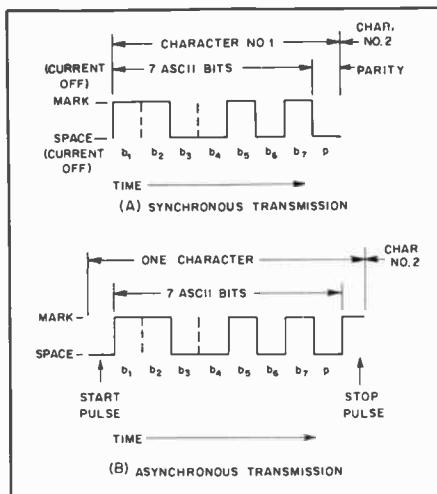 CHAR.
NO. 2
CHARACTER NO. 1
(CURRENT OFF)
7 ASCII BITS
PARITY
MARK
SPACE
(CURRENT OFF)
b1 b2 b3 b4 b5 b6 b7 p
TIME
(A) SYNCHRONOUS TRANSMISSION
ONE CHARACTER
CHAR
NO. 2
7 ASCII BITS
MARK
SPACE
b1 b2 b3 b4 b5 b6 b7 p
START
PULSE
STOP
PULSE
TIME
(B) ASYNCHRONOUS TRANSMISSION